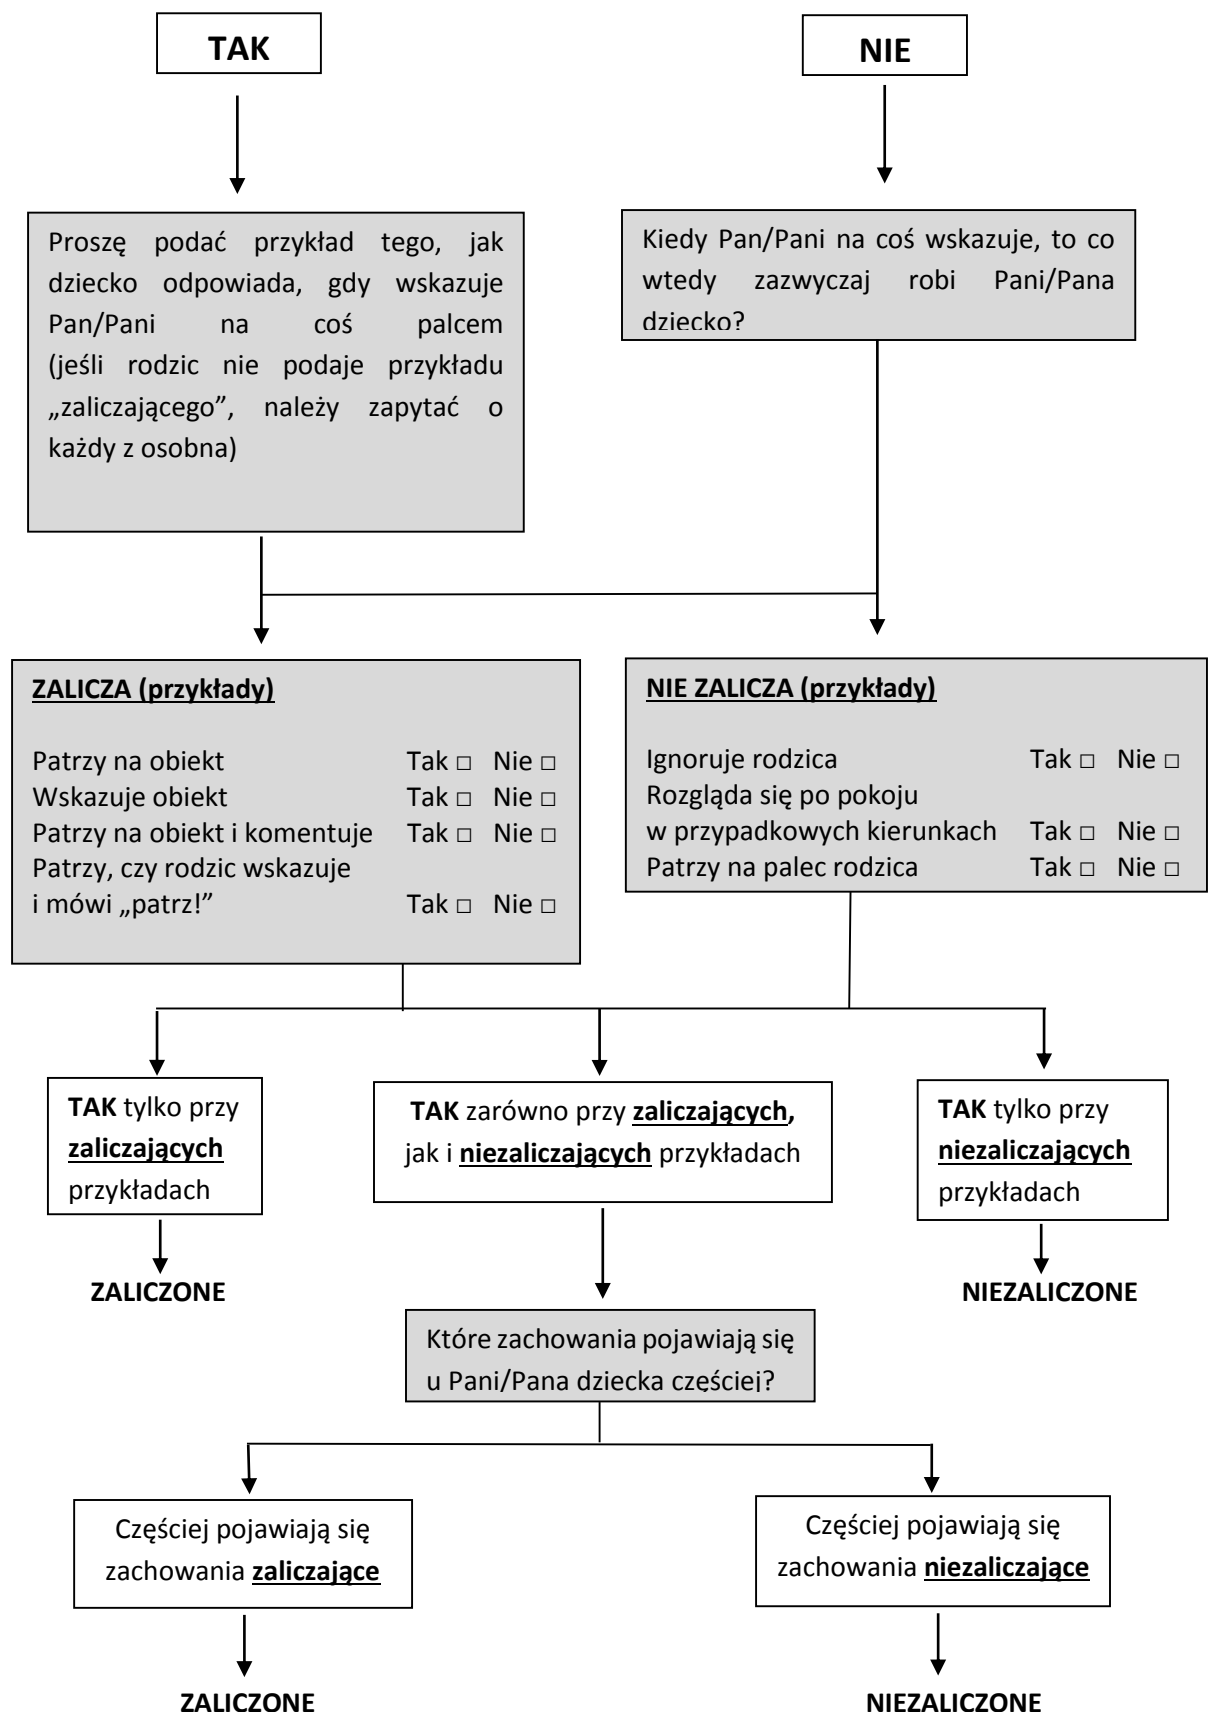 TAK
NIE
Proszę podać przykład tego, jak
dziecko odpowiada, gdy wskazuje
Pan/Pani na coś palcem
(jeśli rodzic nie podaje przykładu
„zaliczającego”, należy zapytać o
każdy z osobna)
Kiedy Pan/Pani na coś wskazuje, to co
wtedy zazwyczaj robi Pani/Pana
dziecko?
ZALICZA (przykłady)
Patrzy na obiekt Tak □ Nie □
Wskazuje obiekt Tak □ Nie □
Patrzy na obiekt i komentuje Tak □ Nie □
Patrzy, czy rodzic wskazuje
i mówi „patrz!” Tak □ Nie □
NIE ZALICZA (przykłady)
Ignoruje rodzica Tak □ Nie □
Rozgląda się po pokoju
w przypadkowych kierunkach Tak □ Nie □
Patrzy na palec rodzica Tak □ Nie □
TAK tylko przy
zaliczających
przykładach
TAK zarówno przy zaliczających,
jak i niezaliczających przykładach
TAK tylko przy
niezaliczających
przykładach
ZALICZONE
NIEZALICZONE
Które zachowania pojawiają się
u Pani/Pana dziecka częściej?
Częściej pojawiają się
zachowania zaliczające
Częściej pojawiają się
zachowania niezaliczające
ZALICZONE
NIEZALICZONE